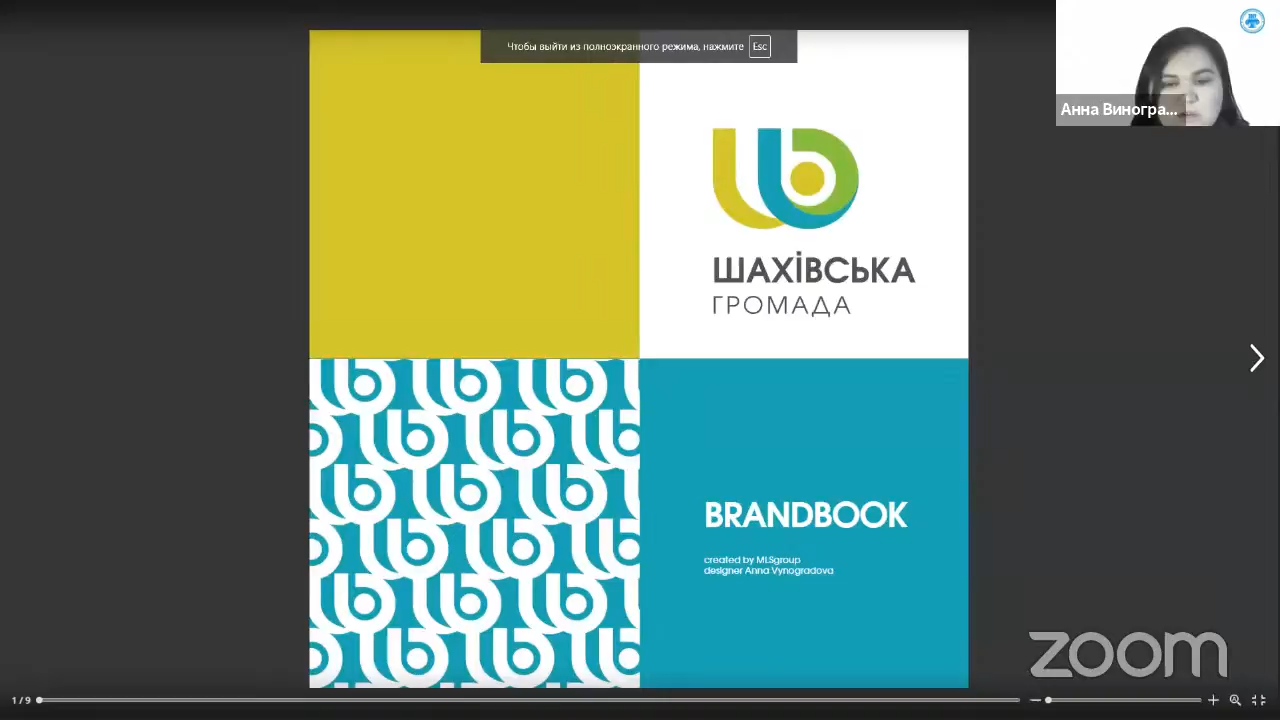 Чтобы выйти из полноэкранного режима, нажмите Esc
Анна Виногра...
ШАХІВСЬКА
ГРОМАДА
BRANDBOOK
created by MLSgroup
designer Anna Vynogradova
zoom
1 / 9